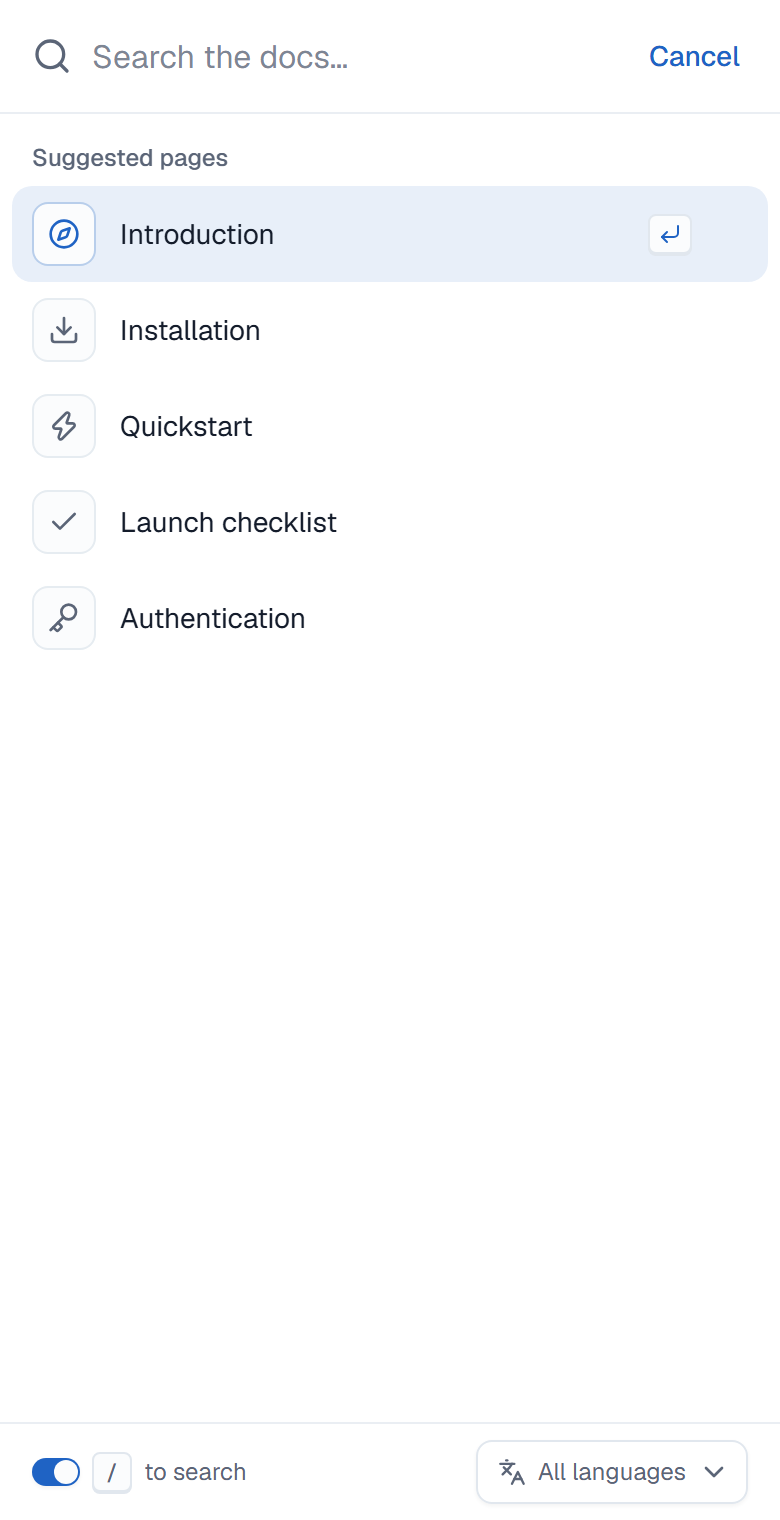 Search the docs...
Cancel
Suggested pages
Introduction
Installation
Quickstart
Launch checklist
Authentication
/ to search
All languages